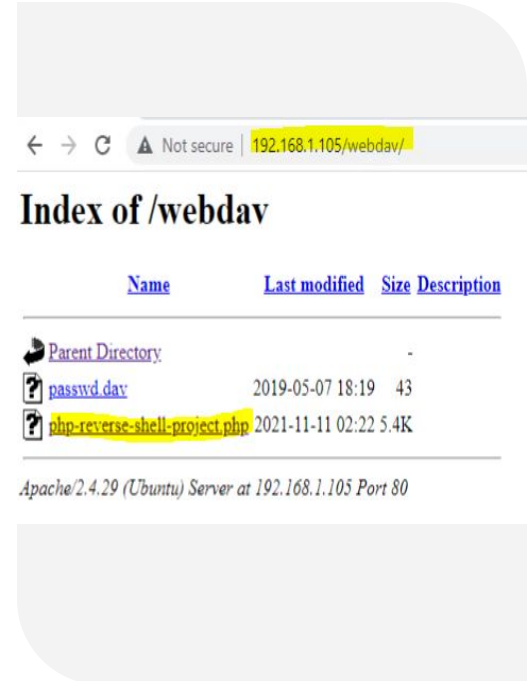 Not secure | 192.168.1.105/webdav/
Index of /webdav
Name Last modified Size Description
Parent Directory -
passwd.dav 2019-05-07 18:19 43
php-reverse-shell-project.php 2021-11-11 02:22 5.4K
Apache/2.4.29 (Ubuntu) Server at 192.168.1.105 Port 80